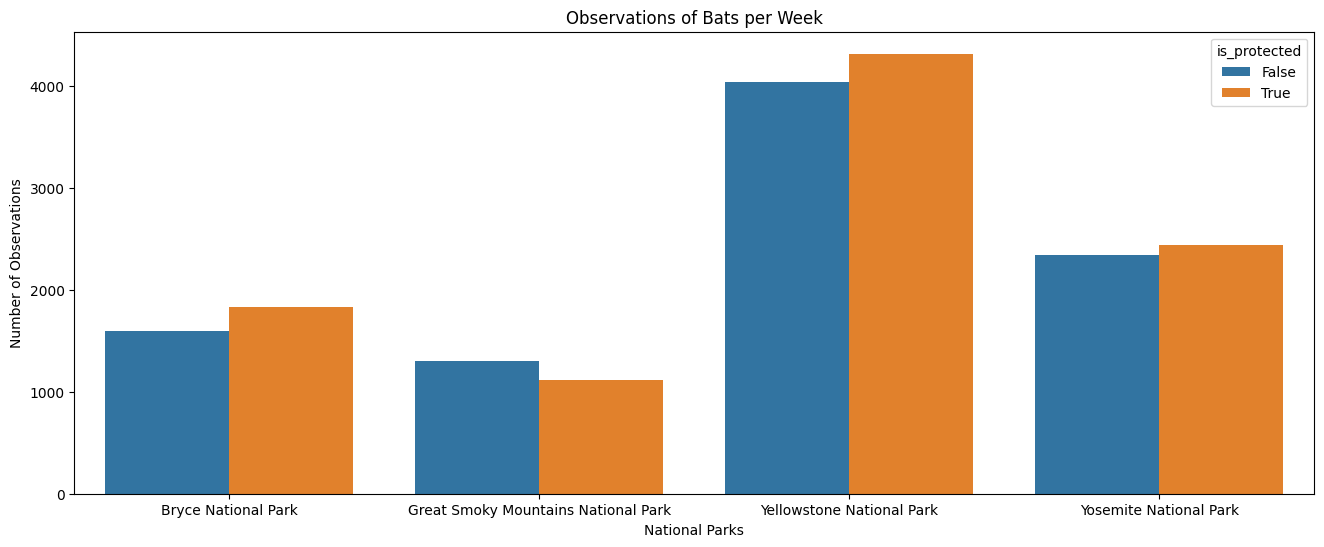 Observations of Bats per Week
is_protected
False
True
Number of Observations
4000
3000
2000
1000
0
Bryce National Park
Great Smoky Mountains National Park
Yellowstone National Park
Yosemite National Park
National Parks